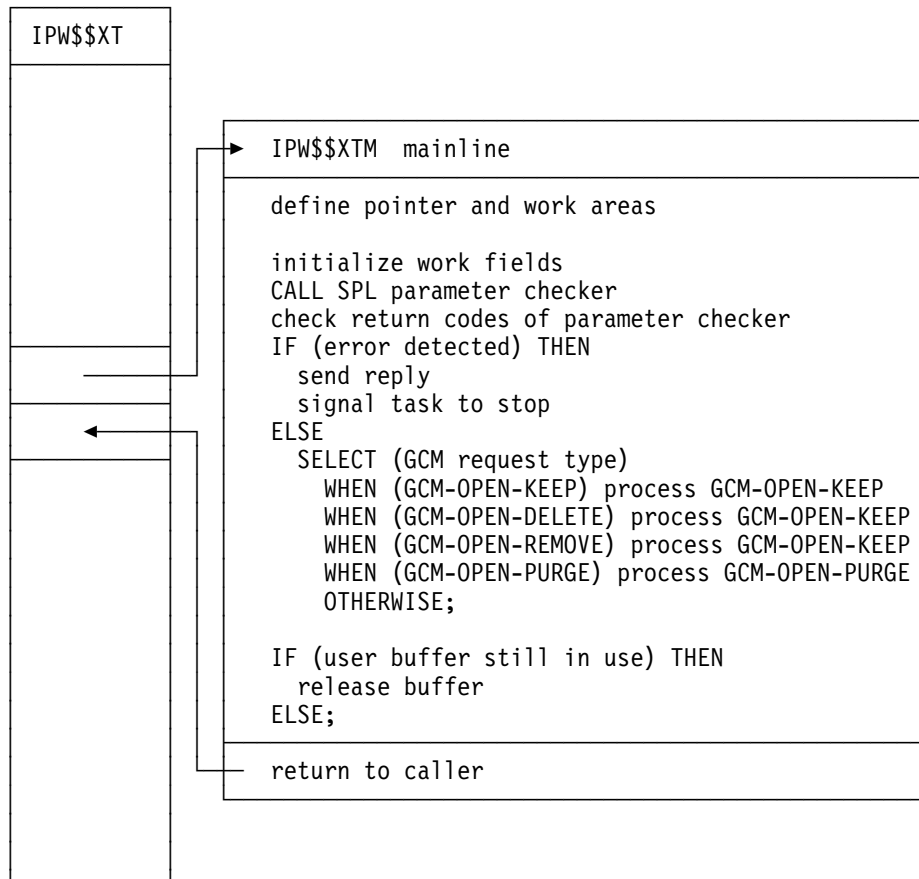 IPW$$XT
IPW$$XTM mainline
define pointer and work areas
initialize work fields
CALL SPL parameter checker
check return codes of parameter checker
IF (error detected) THEN
send reply
signal task to stop
ELSE
SELECT (GCM request type)
WHEN (GCM-OPEN-KEEP) process GCM-OPEN-KEEP
WHEN (GCM-OPEN-DELETE) process GCM-OPEN-KEEP
WHEN (GCM-OPEN-REMOVE) process GCM-OPEN-KEEP
WHEN (GCM-OPEN-PURGE) process GCM-OPEN-PURGE
OTHERWISE;
IF (user buffer still in use) THEN
release buffer
ELSE;
return to caller